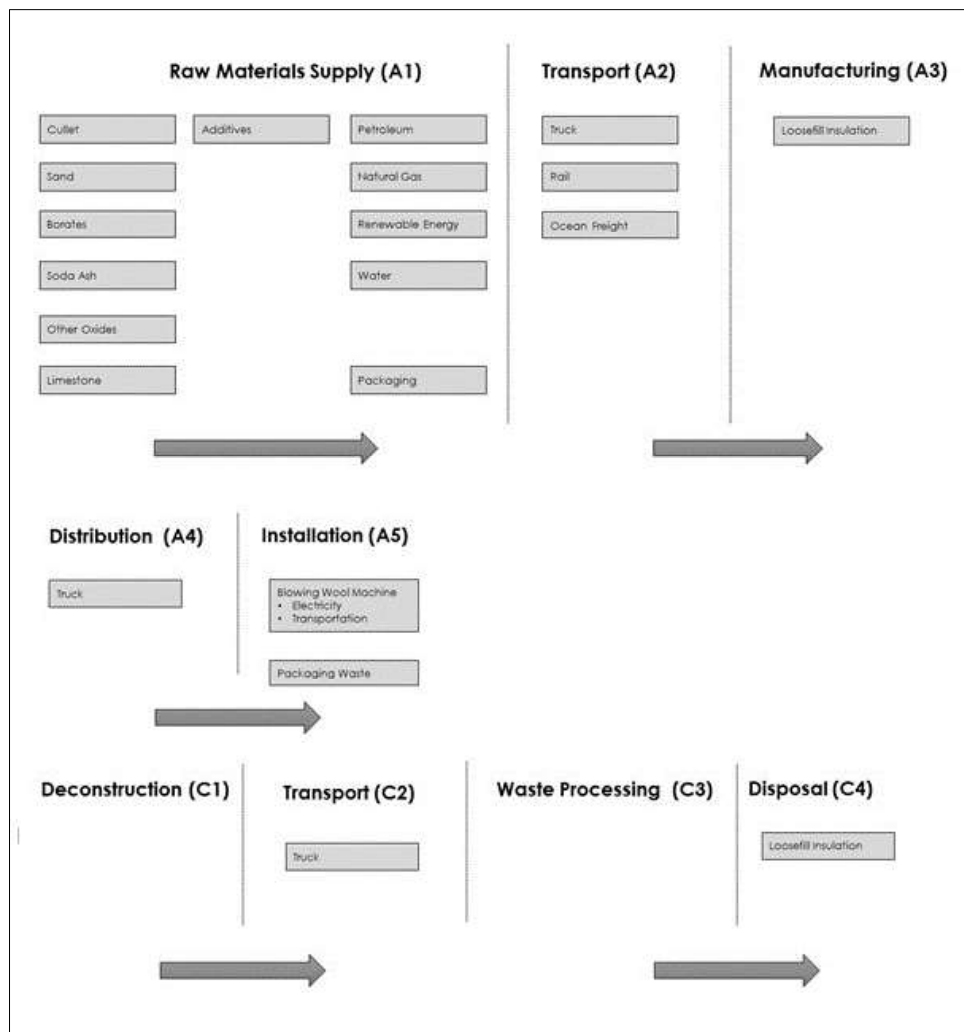 Raw Materials Supply (A1)
Cullet
Sand
Borates
Soda Ash
Other Oxides
Limestone
Additives
Petroleum
Natural Gas
Renewable Energy
Water
Packaging
Transport (A2)
Truck
Rail
Ocean Freight
Manufacturing (A3)
Loosefill Insulation
Distribution (A4)
Truck
Installation (A5)
Blowing Wool Machine
• Electricity
• Transportation
Packaging Waste
Deconstruction (C1)
Transport (C2)
Truck
Waste Processing (C3)
Disposal (C4)
Loosefill Insulation